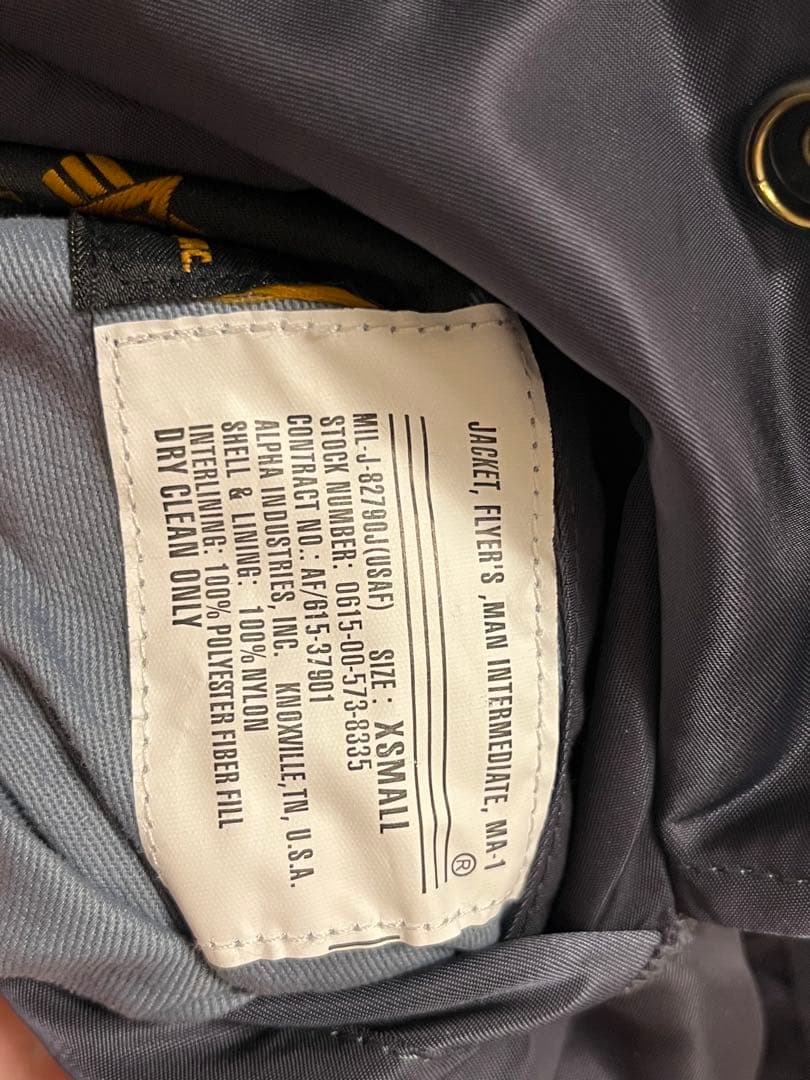 JACKET, FLYER'S ,MAN INTERMEDIATE, MA-1
®
MIL-J-82790J(USAF) SIZE : XSMALL
STOCK NUMBER: 0615-00-573-8335
CONTRACT NO.: AF/615-37901
ALPHA INDUSTRIES, INC. KNOXVILLE,TN, U.S.A.
SHELL & LINING: 100% NYLON
INTERLINING: 100% POLYESTER FIBER FILL
DRY CLEAN ONLY